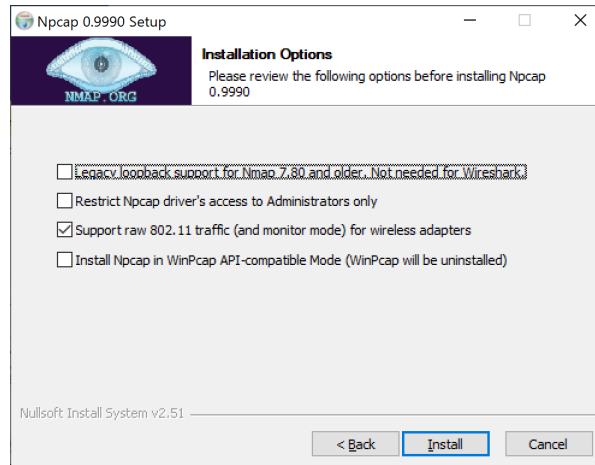 Npcap 0.9990 Setup
Installation Options
Please review the following options before installing Npcap
0.9990
NMAP.ORG
Legacy loopback support for Nmap 7.80 and older. Not needed for Wireshark.
Restrict Npcap driver's access to Administrators only
Support raw 802.11 traffic (and monitor mode) for wireless adapters
Install Npcap in WinPcap API-compatible Mode (WinPcap will be uninstalled)
Nullsoft Install System v2.51
< Back
Install
Cancel